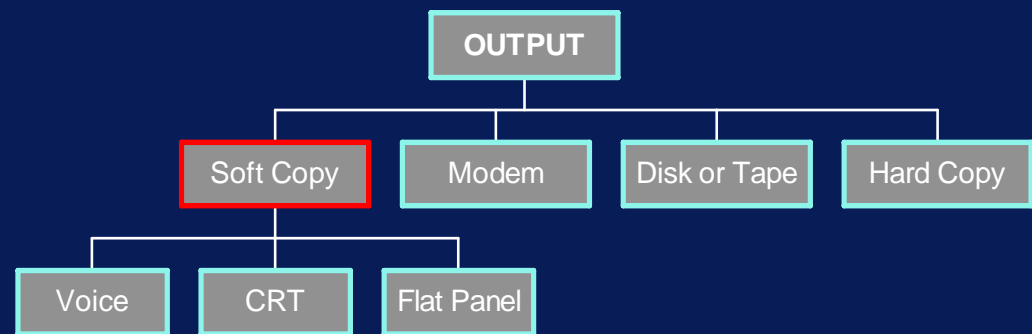 OUTPUT
Soft Copy
Modem
Disk or Tape
Hard Copy
Voice
CRT
Flat Panel